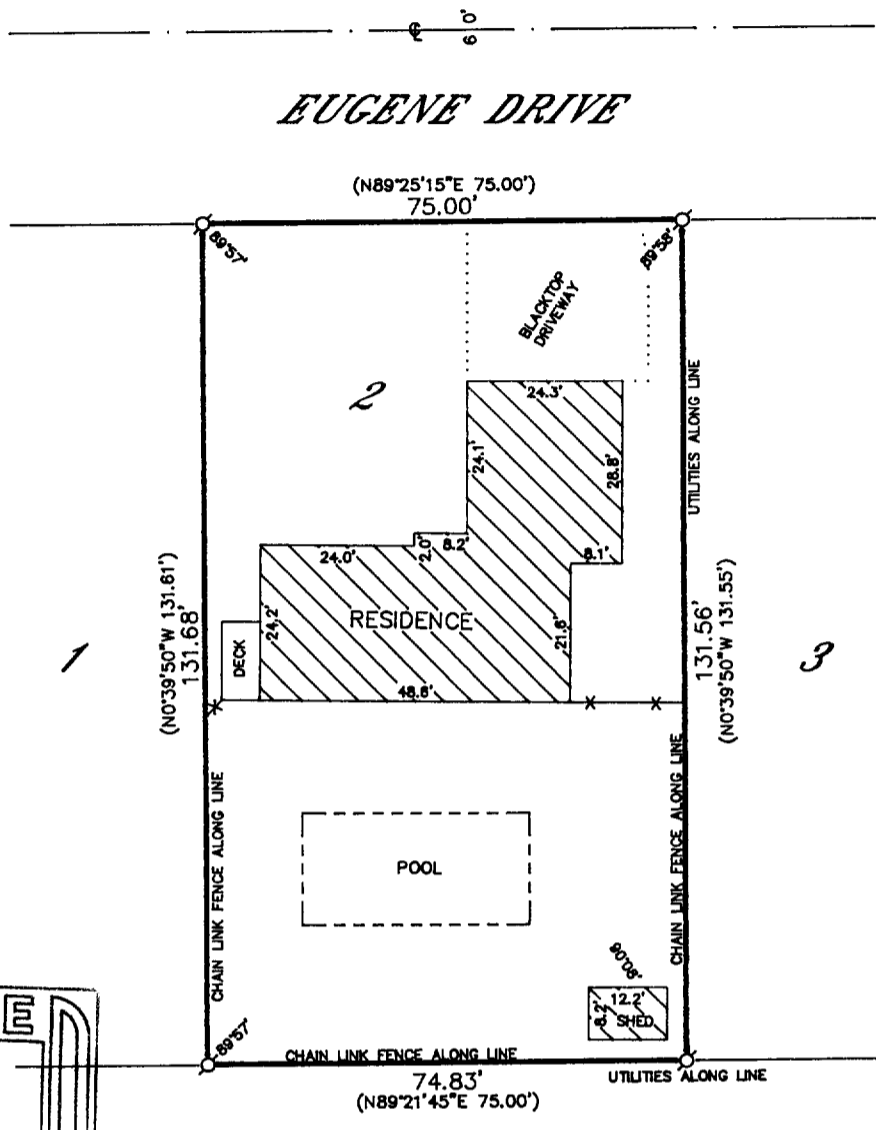 ℄
60'
EUGENE DRIVE
(N89°25'15"E 75.00')
75.00'
89°57'
89°58'
BLACKTOP
DRIVEWAY
2
24.3'
UTILITIES ALONG LINE
24.1'
28.8'
2.0'
8.2'
24.0'
8.1'
(N0°39'50"W 131.61')
131.68'
24.2'
RESIDENCE
21.6'
131.56'
(N0°39'50"W 131.55')
1
DECK
3
48.6'
CHAIN LINK FENCE ALONG LINE
CHAIN LINK FENCE ALONG LINE
POOL
90°08'
12.2'
8.2'
SHED
E
89°57'
CHAIN LINK FENCE ALONG LINE
74.83'
UTILITIES ALONG LINE
(N89°21'45"E 75.00')